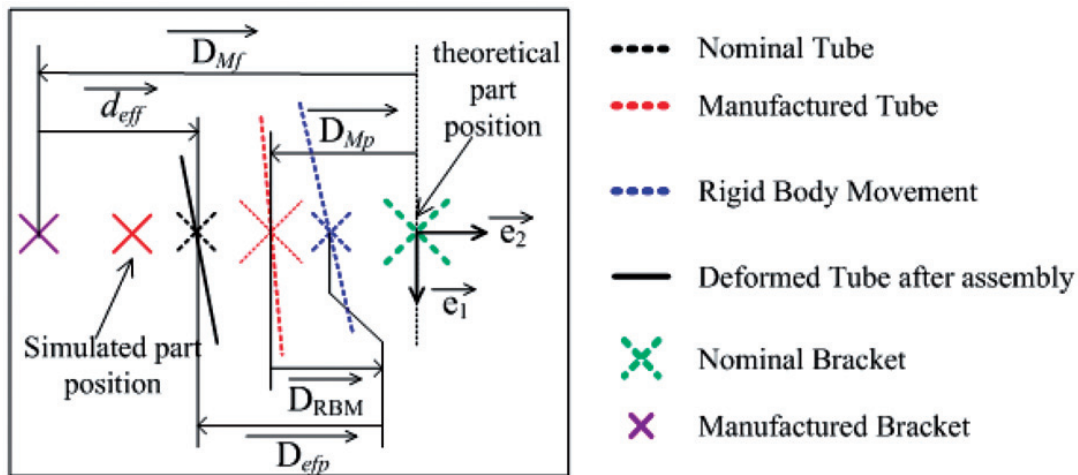 D_Mf
theoretical
part
position
d_eff
D_Mp
e_2
e_1
Simulated part
position
D_RBM
D_efp
Nominal Tube
Manufactured Tube
Rigid Body Movement
Deformed Tube after assembly
Nominal Bracket
Manufactured Bracket